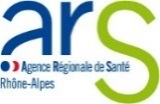 ars
Agence Régionale de Santé
Rhône-Alpes